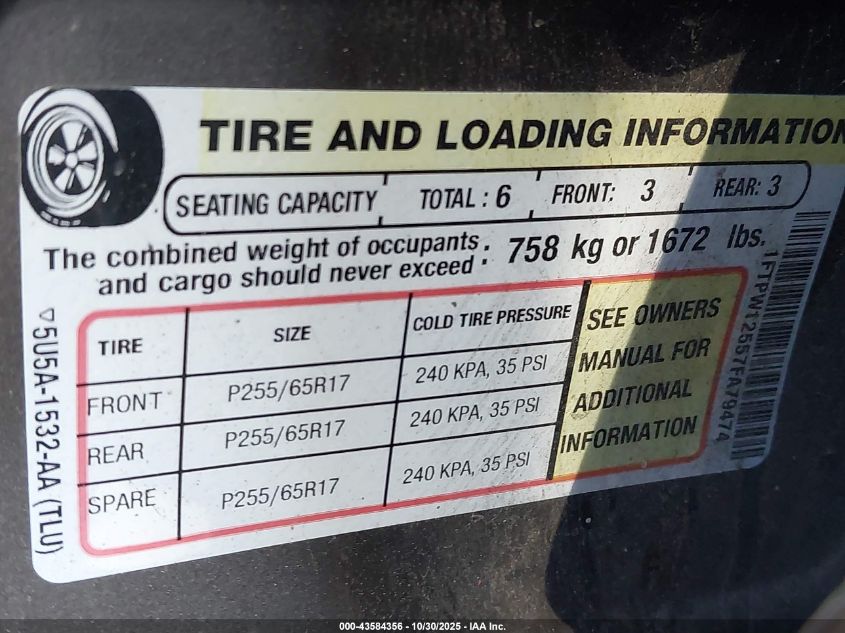 TIRE AND LOADING INFORMATION
SEATING CAPACITY TOTAL : 6 FRONT: 3 REAR: 3
The combined weight of occupants
and cargo should never exceed : 758 kg or 1672 lbs.
TIRE SIZE COLD TIRE PRESSURE
FRONT P255/65R17 240 KPA, 35 PSI
REAR P255/65R17 240 KPA, 35 PSI
SPARE P255/65R17 240 KPA, 35 PSI
SEE OWNERS
MANUAL FOR
ADDITIONAL
INFORMATION
5U5A-1532-AA (TLU)
1FTPW12557FA79474
000-43584356 | 10/30/2025 - IAA Inc.